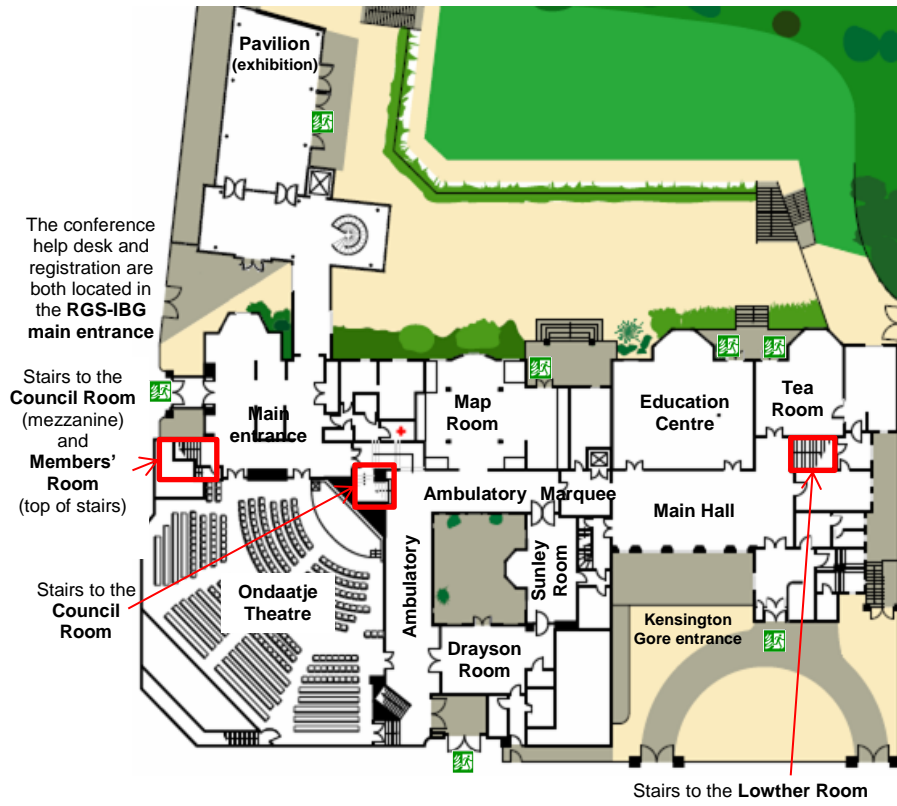 Pavilion
(exhibition)
The conference
help desk and
registration are
both located in
the RGS-IBG
main entrance
Stairs to the
Council Room
(mezzanine)
and
Members'
Room
(top of stairs)
Main
entrance
Map
Room
Education
Centre
Tea
Room
Ambulatory
Marquee
Main Hall
Stairs to the
Council
Room
Ondaatje
Theatre
Ambulatory
Sunley
Room
Drayson
Room
Kensington
Gore entrance
Stairs to the Lowther Room